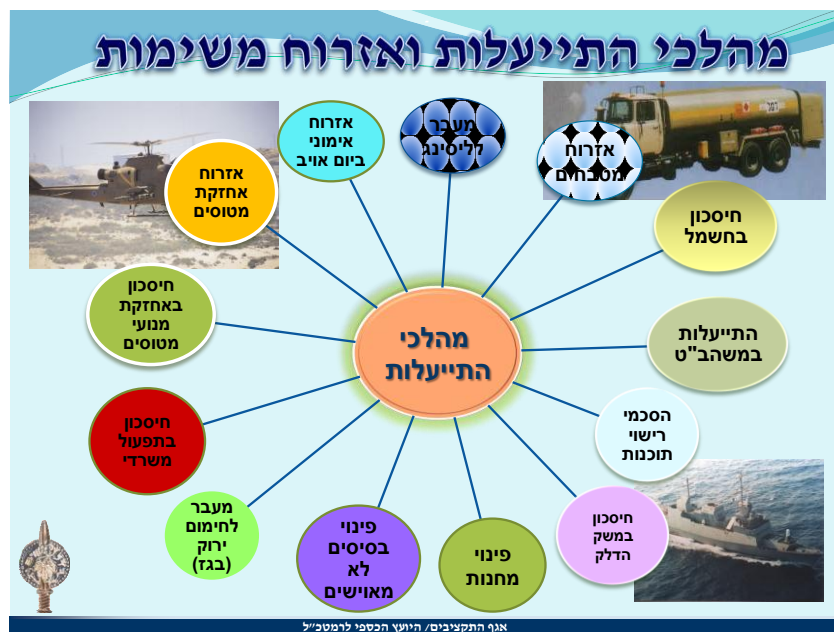 מהלכי התייעלות ואזרוח משימות
אזרוח
אימוני
ביום אויב
מעבר
לליסינג
אזרוח
מטבחים
חיסכון
בחשמל
התייעלות
במשהב"ט
הסכמי
רישוי
תוכנות
חיסכון
במשק
הדלק
פינוי
מחנות
פינוי
בסיסים
לא
מאוישים
מעבר
לחימום
ירוק
(בגז)
חיסכון
בתפעול
משרדי
חיסכון
באחזקת
מנועי
מטוסים
אזרוח
אחזקת
מטוסים
מהלכי
התייעלות
אגף התקציבים/ היועץ הכספי לרמטכ"ל